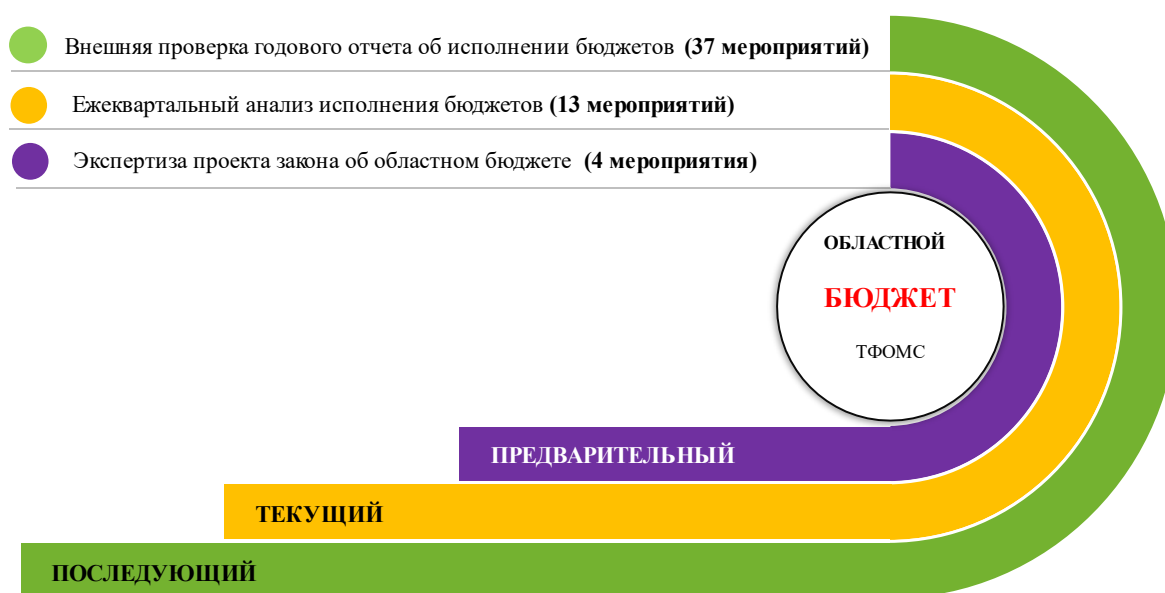 Внешняя проверка годового отчета об исполнении бюджетов (37 мероприятий)
Ежеквартальный анализ исполнения бюджетов (13 мероприятий)
Экспертиза проекта закона об областном бюджете (4 мероприятия)
ОБЛАСТНОЙ
БЮДЖЕТ
ТФОМС
ПРЕДВАРИТЕЛЬНЫЙ
ТЕКУЩИЙ
ПОСЛЕДУЮЩИЙ